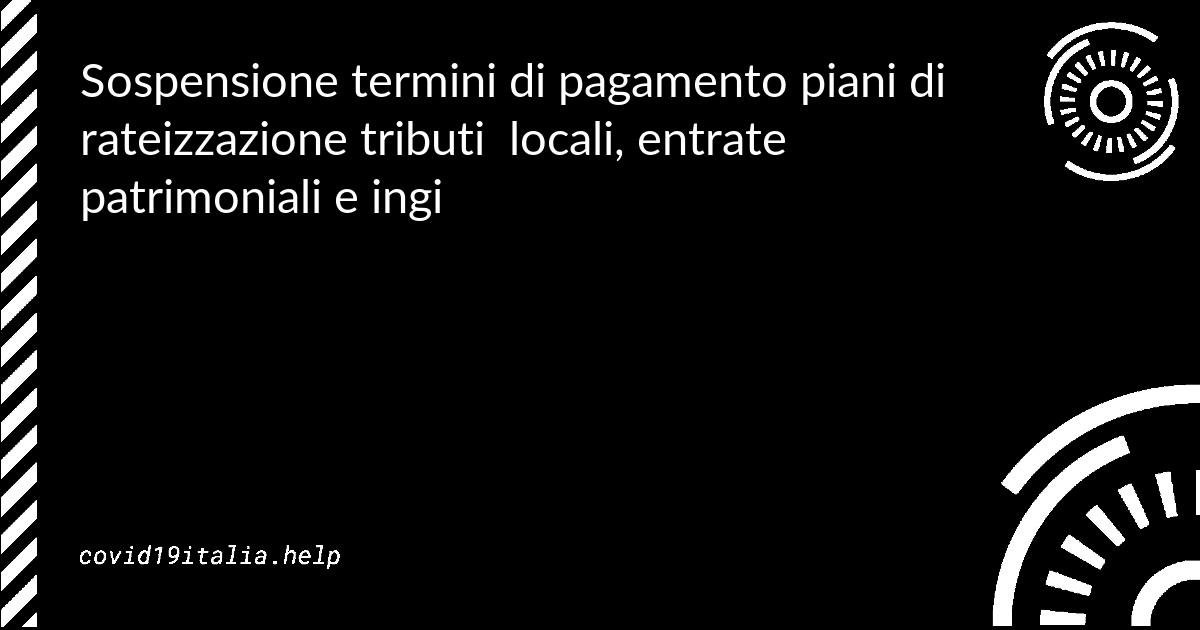 Sospensione termini di pagamento piani di
rateizzazione tributi  locali, entrate
patrimoniali e ingi
covid19italia.help